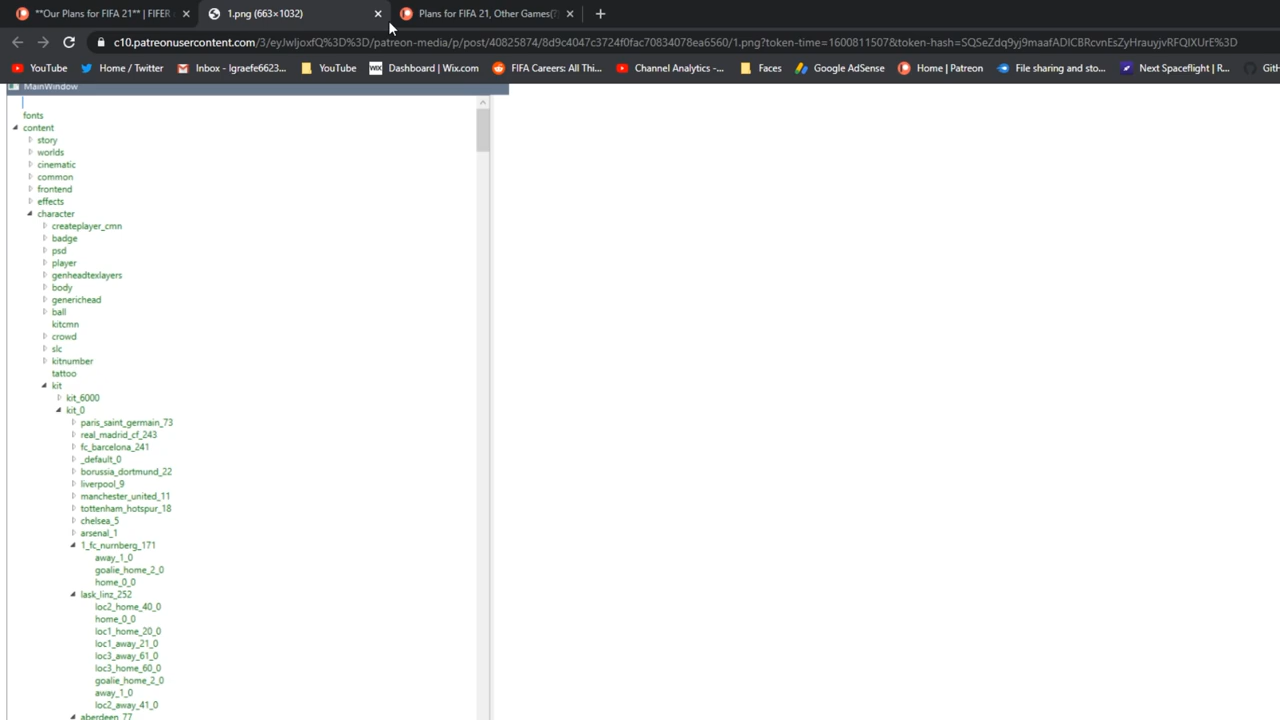 **Our Plans for FIFA 21** | FIFER
1.png (663×1032)
Plans for FIFA 21, Other Games(7
c10.patreonusercontent.com/3/eyJwIjoxfQ%3D%3D/patreon-media/p/post/40825874/8d9c4047c3724f0fac70834078ea6560/1.png?token-time=1600811507&token-hash=SQSeZdq9yj9maafADICBRcvnEsZyHrauyjvRFQIXUrE%3D
YouTube
Home / Twitter
Inbox - lgraefe6623...
YouTube
Dashboard | Wix.com
FIFA Careers: All Thi...
Channel Analytics -...
Faces
Google AdSense
Home | Patreon
File sharing and sto...
Next Spaceflight | R...
GitH
MainWindow
fonts
content
story
worlds
cinematic
common
frontend
effects
character
createplayer_cmn
badge
psd
player
genheadtexlayers
body
generichead
ball
kitcmn
crowd
slc
kitnumber
tattoo
kit
kit_6000
kit_0
paris_saint_germain_73
real_madrid_cf_243
fc_barcelona_241
_default_0
borussia_dortmund_22
liverpool_9
manchester_united_11
tottenham_hotspur_18
chelsea_5
arsenal_1
1_fc_nurnberg_171
away_1_0
goalie_home_2_0
home_0_0
lask_linz_252
loc2_home_40_0
home_0_0
loc1_home_20_0
loc1_away_21_0
loc3_away_61_0
loc3_home_60_0
goalie_home_2_0
away_1_0
loc2_away_41_0
aberdeen_77